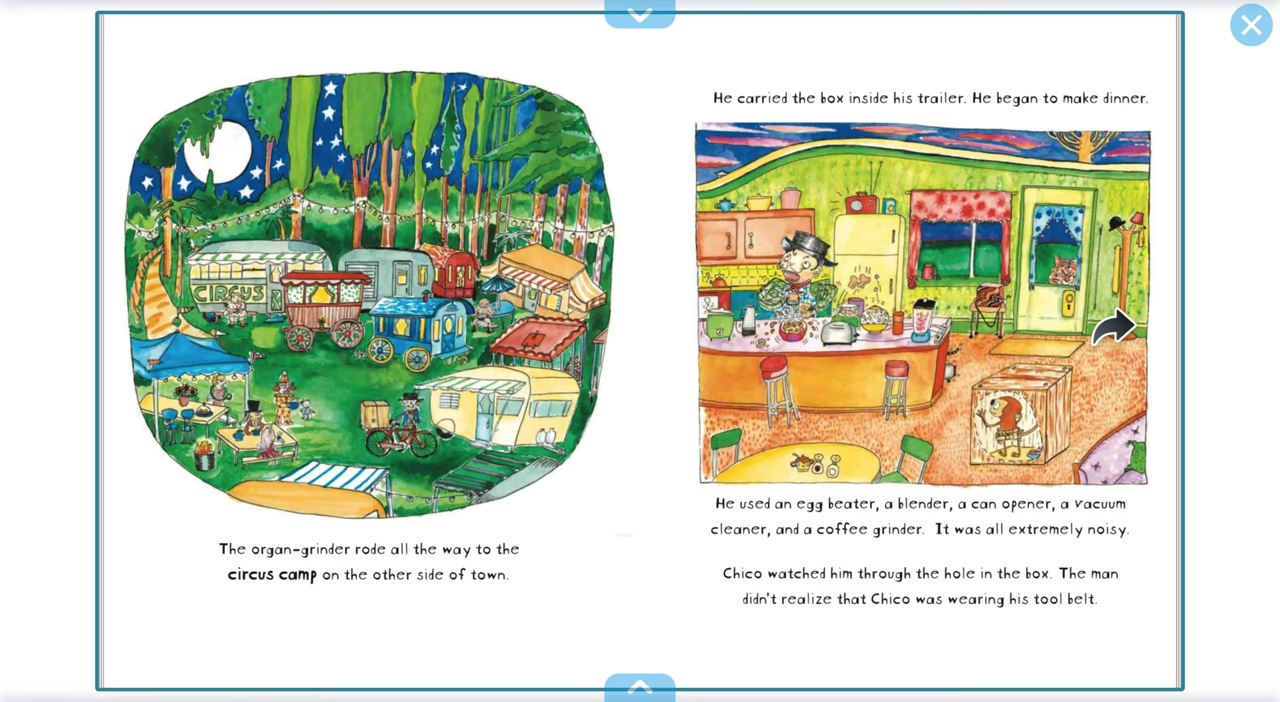 CIRCUS
The organ-grinder rode all the way to the
circus camp on the other side of town.
He carried the box inside his trailer. He began to make dinner.
He used an egg beater, a blender, a can opener, a vacuum
cleaner, and a coffee grinder. It was all extremely noisy.
Chico watched him through the hole in the box. The man
didn't realize that Chico was wearing his tool belt.